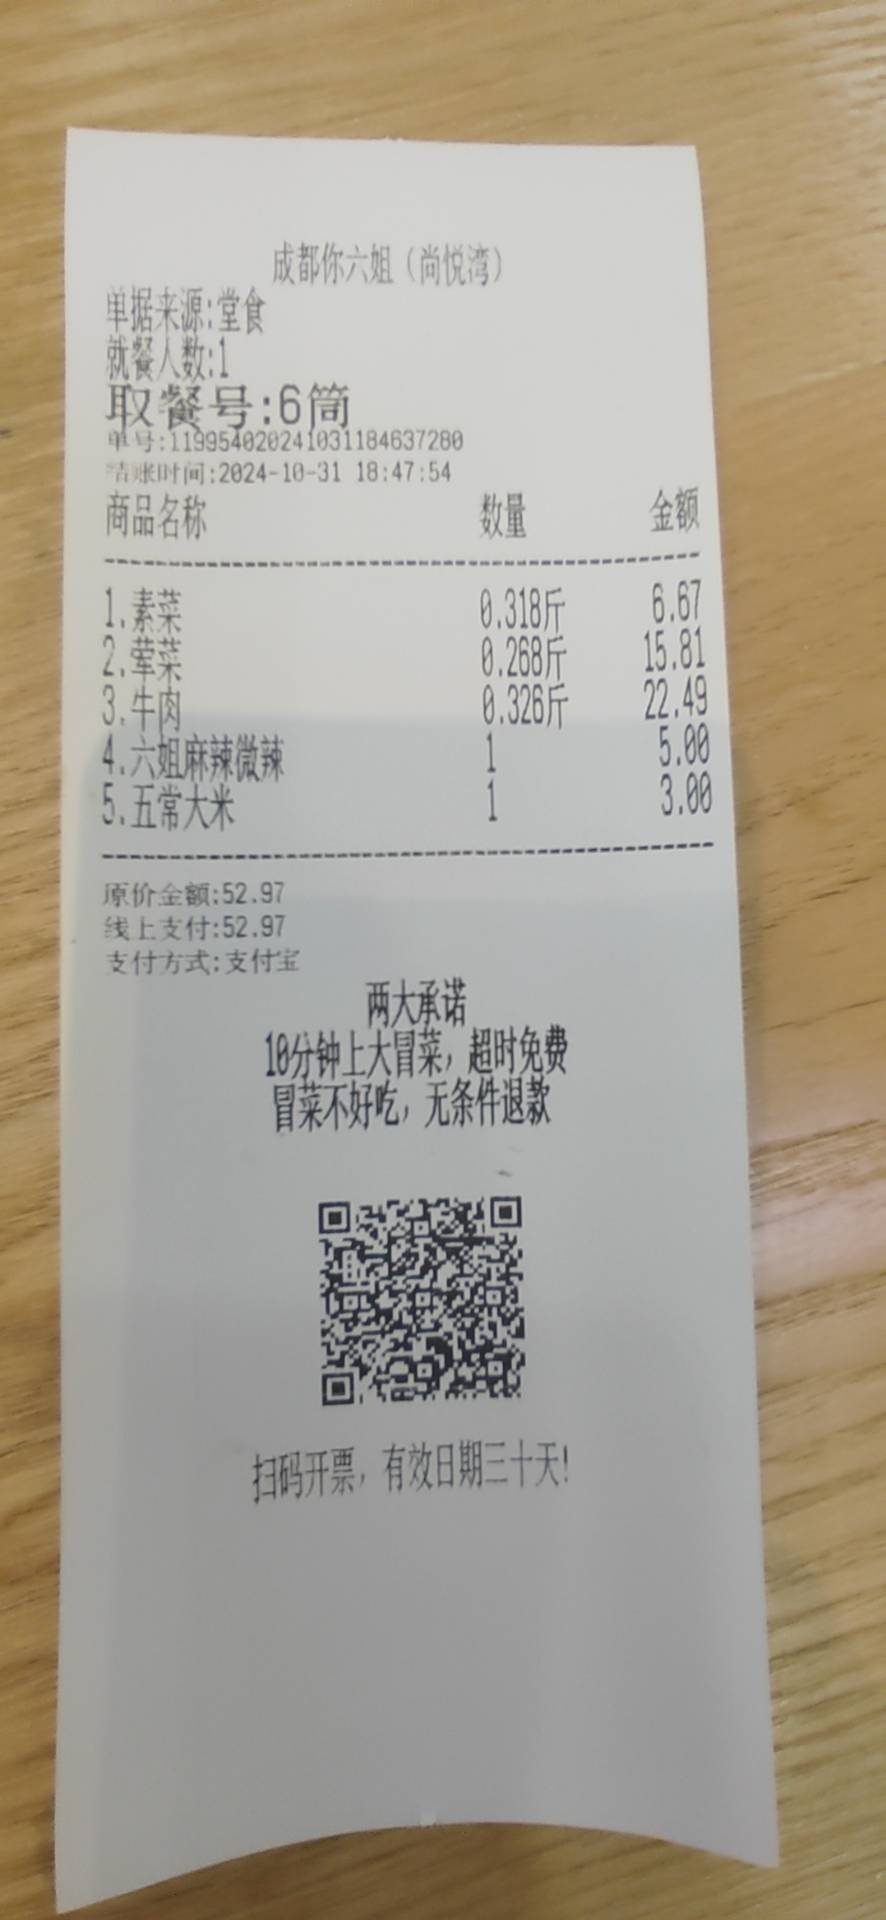 成都你六姐（尚悦湾）
单据来源:堂食
就餐人数:1
取餐号:6筒
单号:11995402024103118463​7280
结账时间:2024-10-31 18:47:54
商品名称 数量 金额
1.素菜 0.318斤 6.67
2.荤菜 0.268斤 15.81
3.牛肉 0.326斤 22.49
4.六姐麻辣微辣 1 5.00
5.五常大米 1 3.00
原价金额:52.97
线上支付:52.97
支付方式:支付宝
两大承诺
10分钟上大冒菜，超时免费
冒菜不好吃，无条件退款
扫码开票，有效日期三十天!